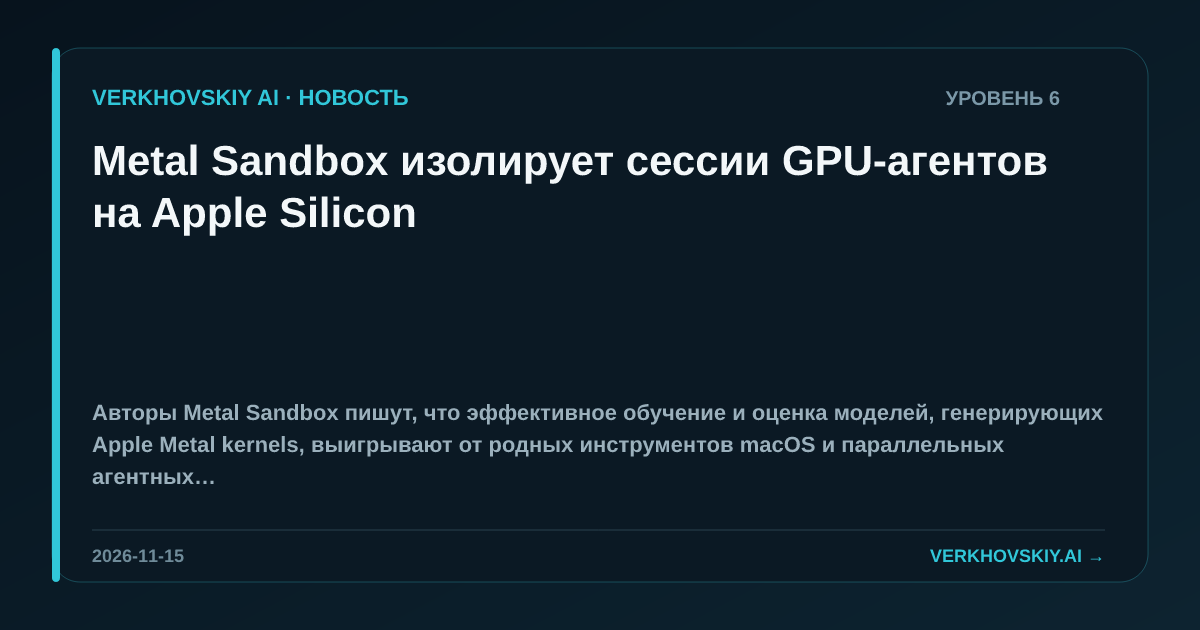 VERKHOVSKIY AI · НОВОСТЬ
УРОВЕНЬ 6
Metal Sandbox изолирует сессии GPU-агентов
на Apple Silicon
Авторы Metal Sandbox пишут, что эффективное обучение и оценка моделей, генерирующих
Apple Metal kernels, выигрывают от родных инструментов macOS и параллельных
агентных…
2026-11-15
VERKHOVSKIY.AI →